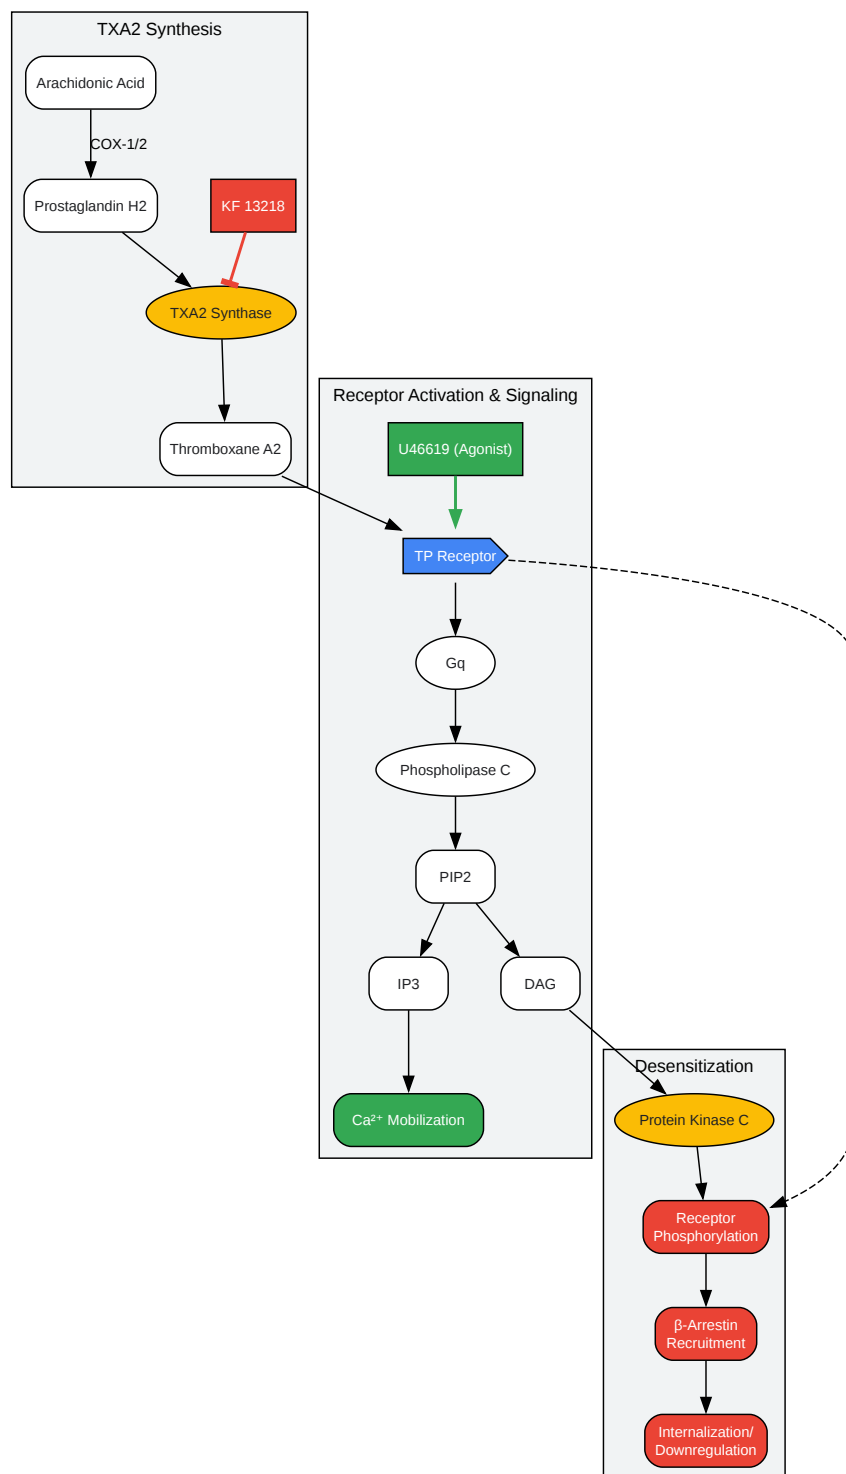 TXA2 Synthesis
Arachidonic Acid
COX-1/2
Prostaglandin H2
KF 13218
TXA2 Synthase
Thromboxane A2
Receptor Activation & Signaling
U46619 (Agonist)
TP Receptor
Gq
Phospholipase C
PIP2
IP3
DAG
Ca²⁺ Mobilization
Desensitization
Protein Kinase C
Receptor
Phosphorylation
β-Arrestin
Recruitment
Internalization/
Downregulation